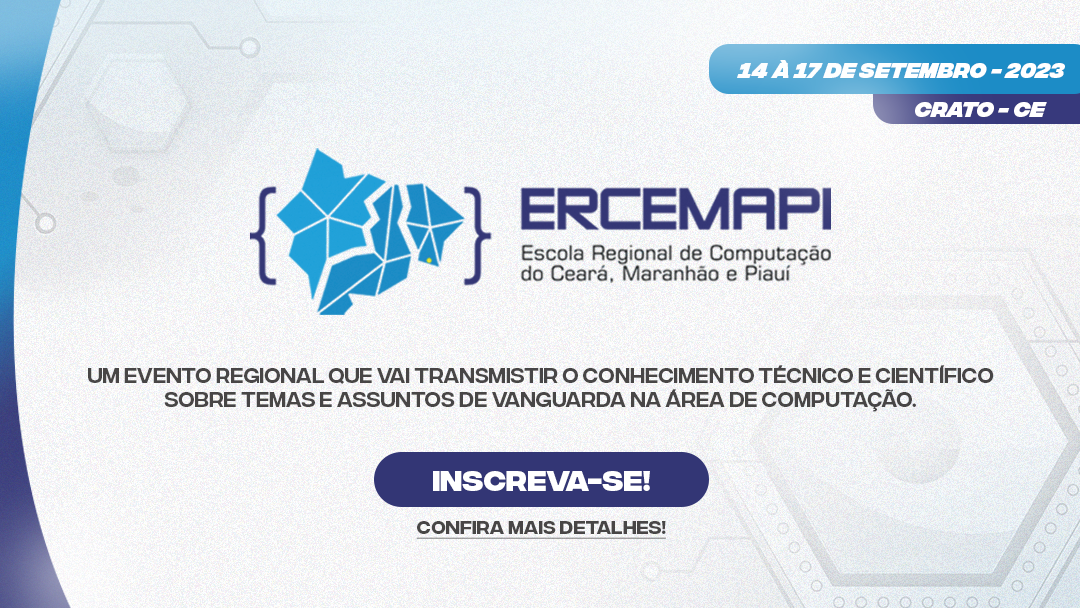 14 À 17 DE SETEMBRO - 2023
CRATO - CE
{ }
ERCEMAPI
Escola Regional de Computação
do Ceará, Maranhão e Piauí
UM EVENTO REGIONAL QUE VAI TRANSMISTIR O CONHECIMENTO TÉCNICO E CIENTÍFICO
SOBRE TEMAS E ASSUNTOS DE VANGUARDA NA ÁREA DE COMPUTAÇÃO.
INSCREVA-SE!
CONFIRA MAIS DETALHES!